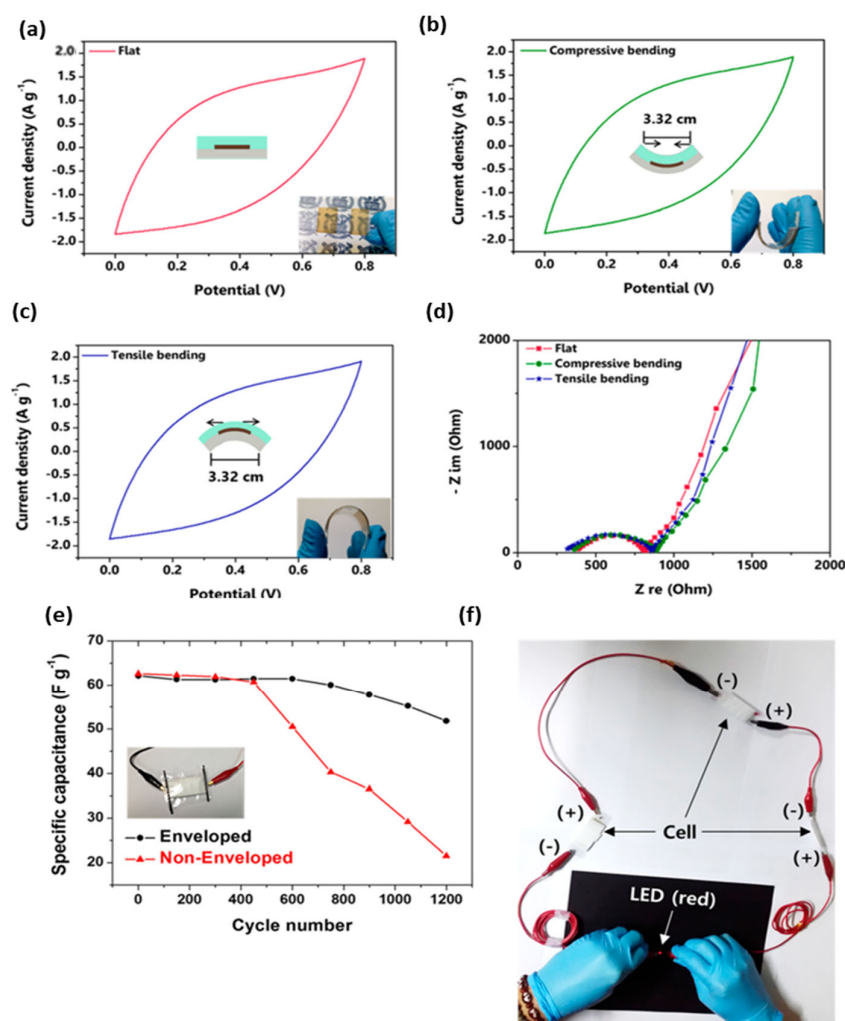 (a)
Flat
Current density (A g⁻¹)
2.0
1.5
1.0
0.5
0.0
-0.5
-1.0
-1.5
-2.0
0.0 0.2 0.4 0.6 0.8
Potential (V)
(b)
Compressive bending
3.32 cm
Current density (A g⁻¹)
2.0
1.5
1.0
0.5
0.0
-0.5
-1.0
-1.5
-2.0
0.0 0.2 0.4 0.6 0.8
Potential (V)
(c)
Tensile bending
3.32 cm
Current density (A g⁻¹)
2.0
1.5
1.0
0.5
0.0
-0.5
-1.0
-1.5
-2.0
0.0 0.2 0.4 0.6 0.8
Potential (V)
(d)
Flat
Compressive bending
Tensile bending
- Z im (Ohm)
2000
1000
0
0 500 1000 1500 2000
Z re (Ohm)
(e)
Specific capacitance (F g⁻¹)
70
60
50
40
30
20
Enveloped
Non-Enveloped
0 200 400 600 800 1000 1200
Cycle number
(f)
(-)
(+)
(+)
(-)
Cell
(-)
(+)
LED (red)